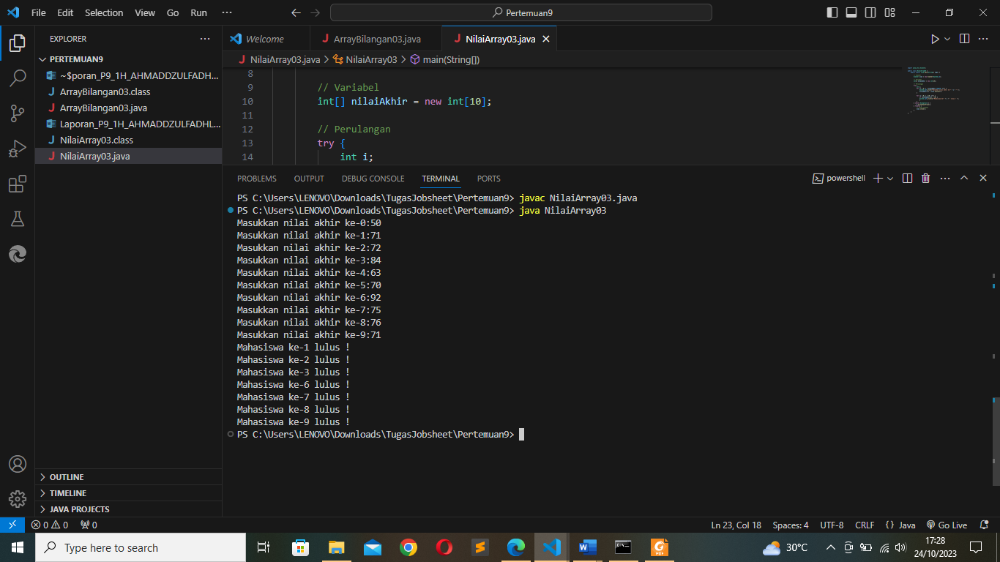 File Edit Selection View Go Run ··· Pertemuan9
EXPLORER ···
PERTEMUAN9
~$poran_P9_1H_AHMADDZULFADH...
ArrayBilangan03.class
ArrayBilangan03.java
Laporan_P9_1H_AHMADDZULFADHL...
NilaiArray03.class
NilaiArray03.java
OUTLINE
TIMELINE
JAVA PROJECTS
Welcome ArrayBilangan03.java NilaiArray03.java
NilaiArray03.java > NilaiArray03 > main(String[])
8
9 // Variabel
10 int[] nilaiAkhir = new int[10];
11
12 // Perulangan
13 try {
14 int i;
PROBLEMS OUTPUT DEBUG CONSOLE TERMINAL PORTS powershell
PS C:\Users\LENOVO\Downloads\TugasJobsheet\Pertemuan9> javac NilaiArray03.java
PS C:\Users\LENOVO\Downloads\TugasJobsheet\Pertemuan9> java NilaiArray03
Masukkan nilai akhir ke-0:50
Masukkan nilai akhir ke-1:71
Masukkan nilai akhir ke-2:72
Masukkan nilai akhir ke-3:84
Masukkan nilai akhir ke-4:63
Masukkan nilai akhir ke-5:70
Masukkan nilai akhir ke-6:92
Masukkan nilai akhir ke-7:75
Masukkan nilai akhir ke-8:76
Masukkan nilai akhir ke-9:71
Mahasiswa ke-1 lulus !
Mahasiswa ke-2 lulus !
Mahasiswa ke-3 lulus !
Mahasiswa ke-6 lulus !
Mahasiswa ke-7 lulus !
Mahasiswa ke-8 lulus !
Mahasiswa ke-9 lulus !
PS C:\Users\LENOVO\Downloads\TugasJobsheet\Pertemuan9>
0 0 0 Ln 23, Col 18 Spaces: 4 UTF-8 CRLF {} Java Go Live
Type here to search 30°C 17:28
24/10/2023